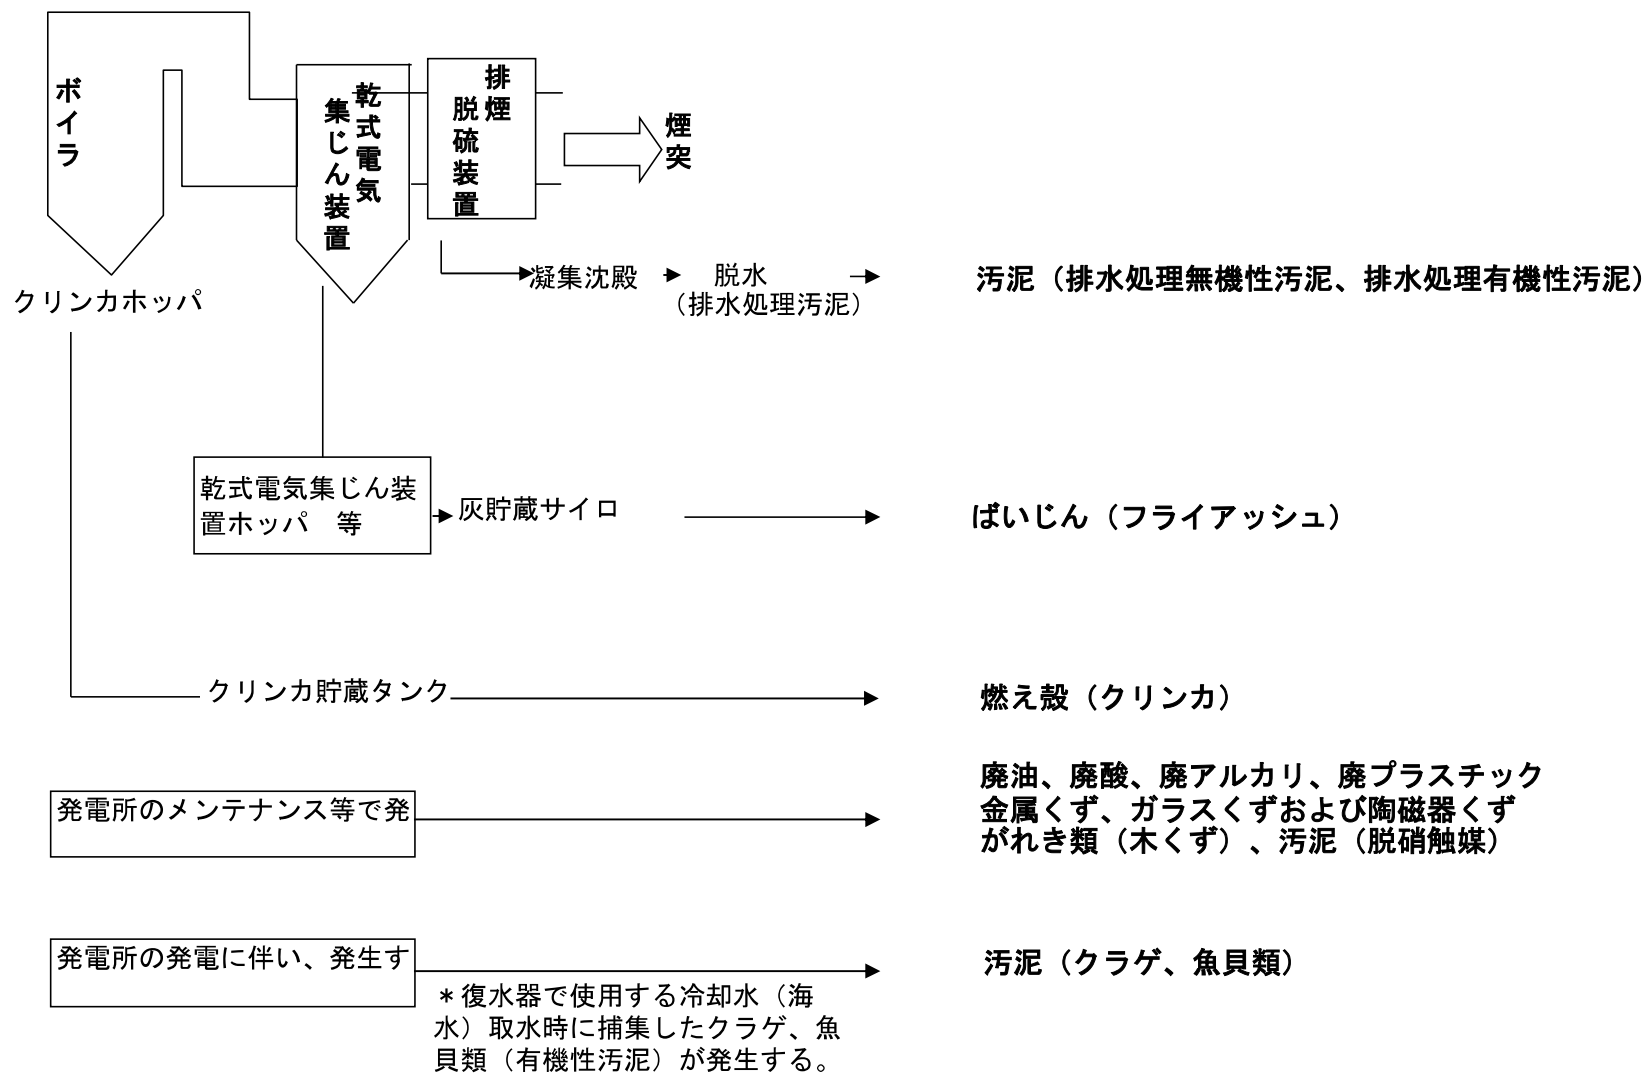 ボイラ
乾式電気
集じん装置
排煙
脱硫装置
煙突
クリンカホッパ
凝集沈殿
脱水
（排水処理汚泥）
汚泥（排水処理無機性汚泥、排水処理有機性汚泥）
乾式電気集じん装
置ホッパ　等
灰貯蔵サイロ
ばいじん（フライアッシュ）
クリンカ貯蔵タンク
燃え殻（クリンカ）
発電所のメンテナンス等で発
廃油、廃酸、廃アルカリ、廃プラスチック
金属くず、ガラスくずおよび陶磁器くず
がれき類（木くず）、汚泥（脱硝触媒）
発電所の発電に伴い、発生す
汚泥（クラゲ、魚貝類）
＊復水器で使用する冷却水（海
水）取水時に捕集したクラゲ、魚
貝類（有機性汚泥）が発生する。